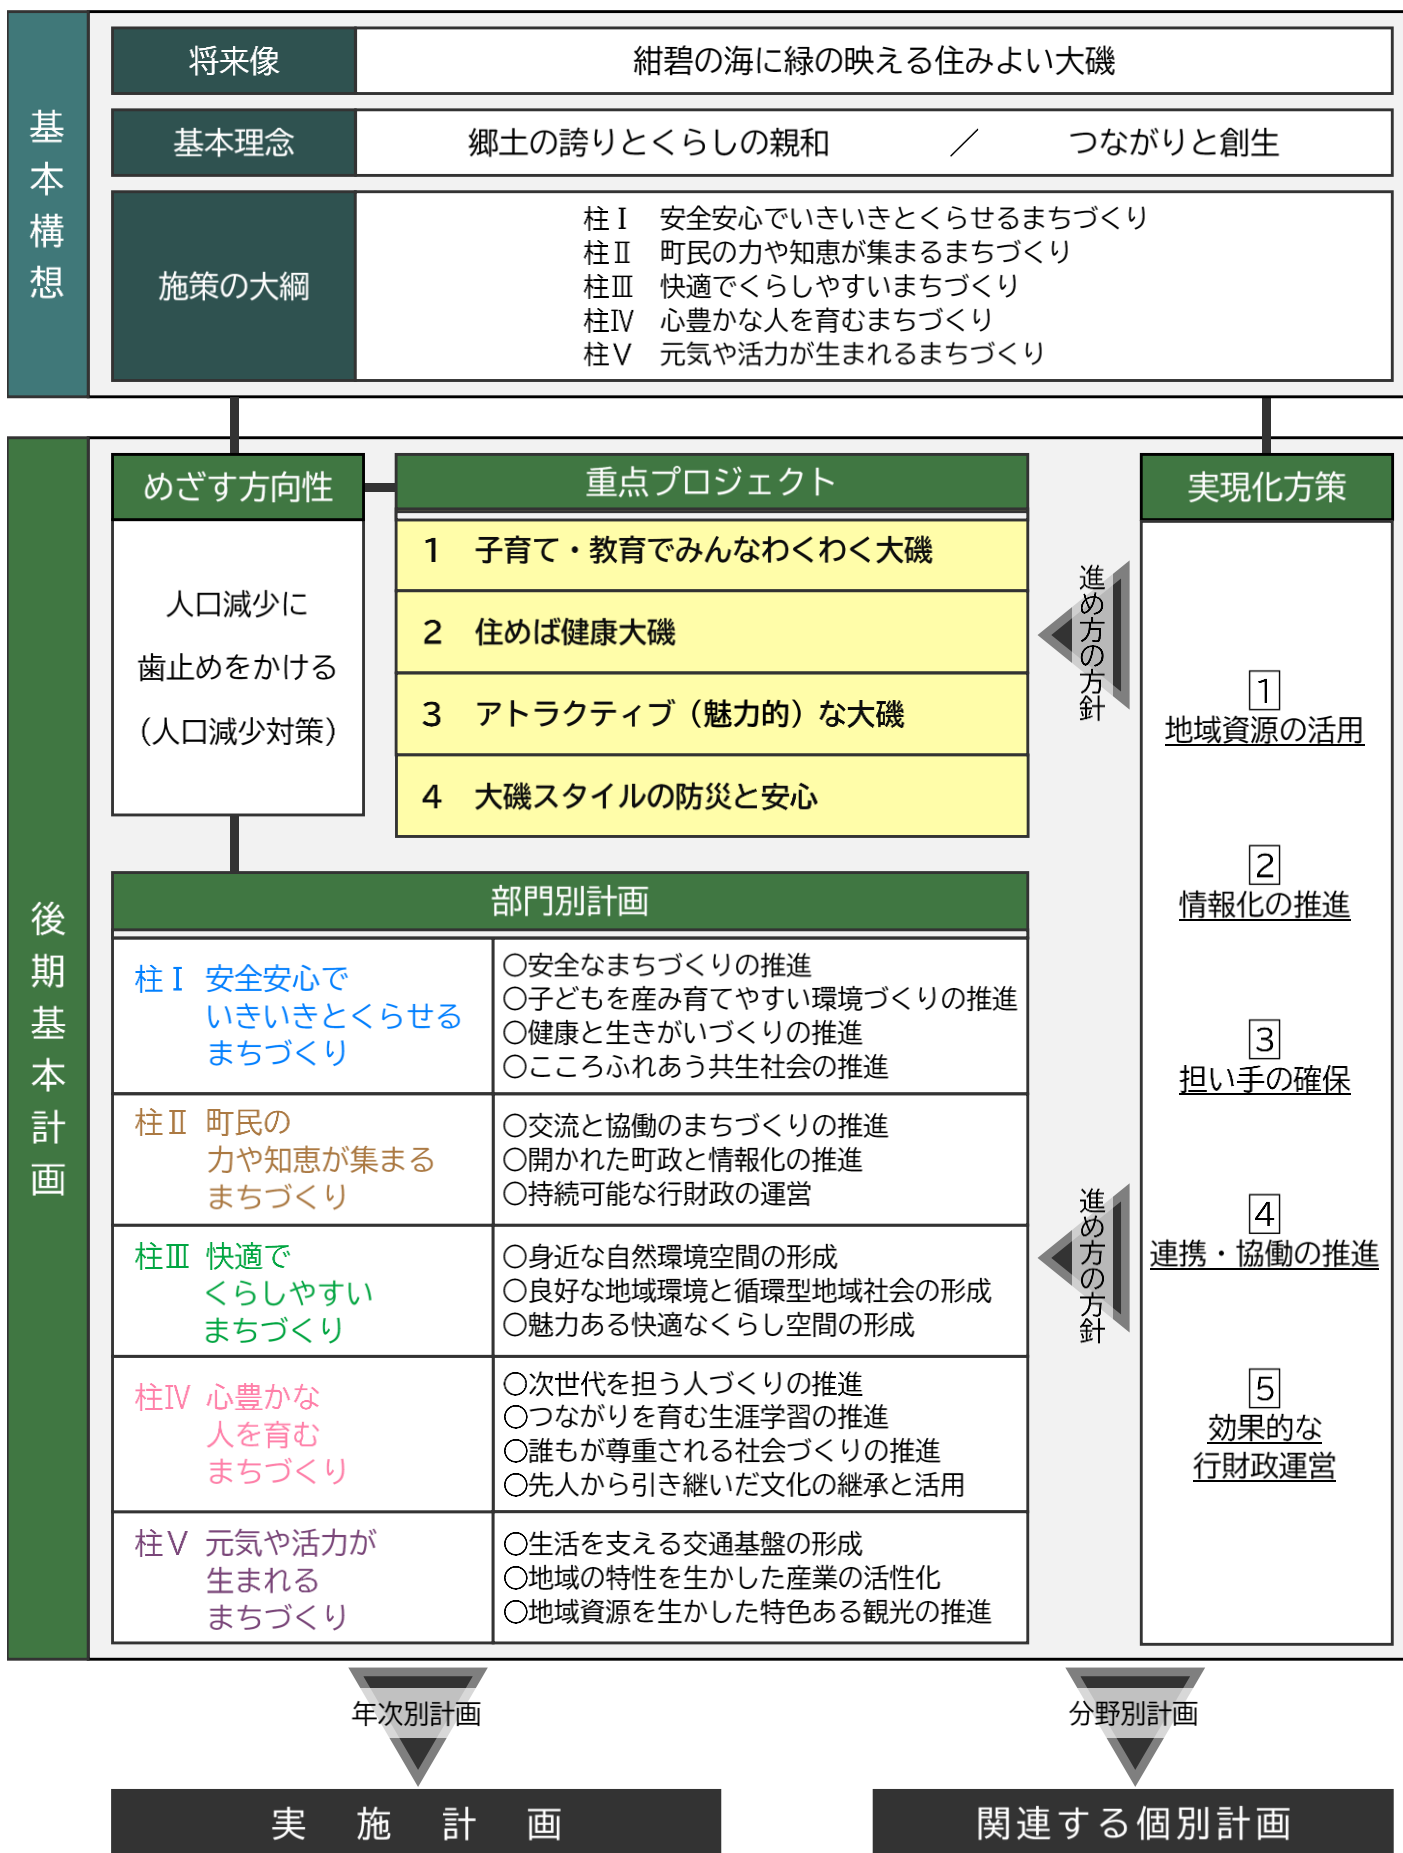 基本構想
将来像
紺碧の海に緑の映える住みよい大磯
基本理念
郷土の誇りとくらしの親和　／　つながりと創生
施策の大綱
柱Ⅰ　安全安心でいきいきとくらせるまちづくり
柱Ⅱ　町民の力や知恵が集まるまちづくり
柱Ⅲ　快適でくらしやすいまちづくり
柱Ⅳ　心豊かな人を育むまちづくり
柱Ⅴ　元気や活力が生まれるまちづくり
後期基本計画
めざす方向性
人口減少に
歯止めをかける
（人口減少対策）
重点プロジェクト
1　子育て・教育でみんなわくわく大磯
2　住めば健康大磯
3　アトラクティブ（魅力的）な大磯
4　大磯スタイルの防災と安心
進め方の方針
実現化方策
1
地域資源の活用
2
情報化の推進
3
担い手の確保
4
連携・協働の推進
5
効果的な
行財政運営
部門別計画
柱Ⅰ 安全安心で
いきいきとくらせる
まちづくり
○安全なまちづくりの推進
○子どもを産み育てやすい環境づくりの推進
○健康と生きがいづくりの推進
○こころふれあう共生社会の推進
柱Ⅱ 町民の
力や知恵が集まる
まちづくり
○交流と協働のまちづくりの推進
○開かれた町政と情報化の推進
○持続可能な行財政の運営
柱Ⅲ 快適で
くらしやすい
まちづくり
○身近な自然環境空間の形成
○良好な地域環境と循環型地域社会の形成
○魅力ある快適なくらし空間の形成
進め方の方針
柱Ⅳ 心豊かな
人を育む
まちづくり
○次世代を担う人づくりの推進
○つながりを育む生涯学習の推進
○誰もが尊重される社会づくりの推進
○先人から引き継いだ文化の継承と活用
柱Ⅴ 元気や活力が
生まれる
まちづくり
○生活を支える交通基盤の形成
○地域の特性を生かした産業の活性化
○地域資源を生かした特色ある観光の推進
年次別計画
分野別計画
実施計画
関連する個別計画